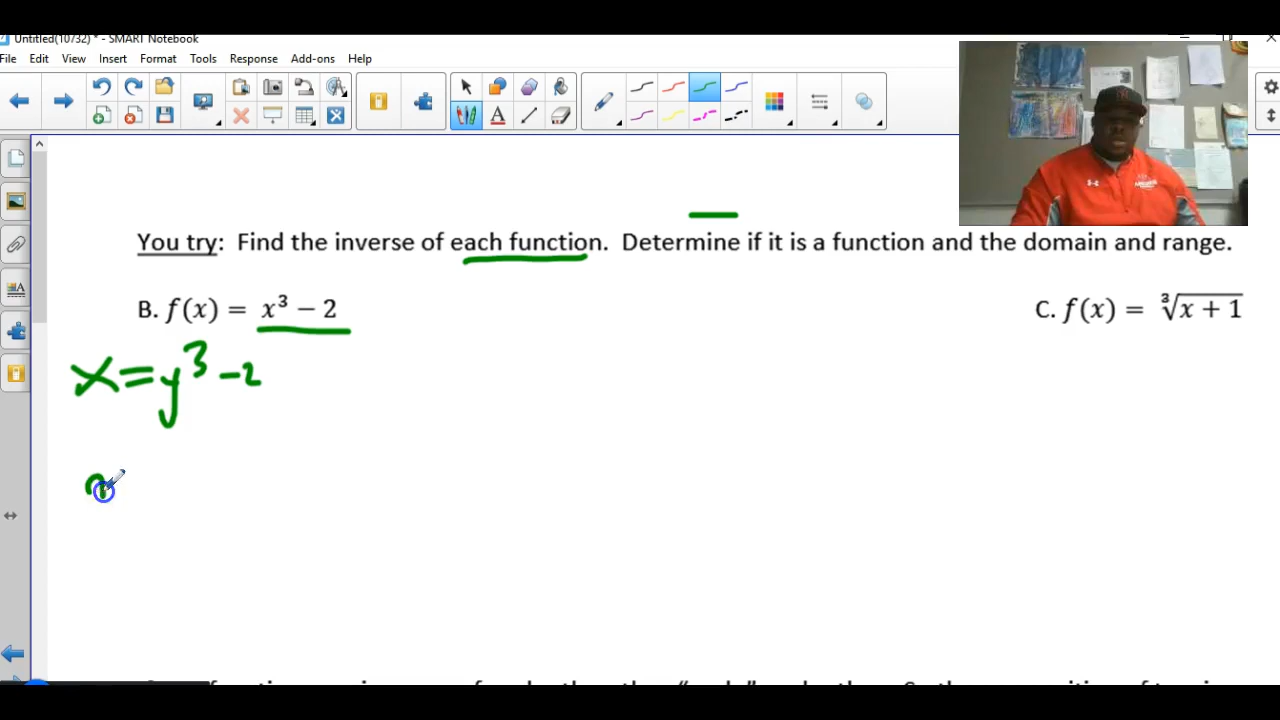 Untitled(10/32) * - SMART Notebook
File Edit View Insert Format Tools Response Add-ons Help
You try: Find the inverse of each function. Determine if it is a function and the domain and range.
B. f(x) = x³ − 2
C. f(x) = ∛(x + 1)
x = y³ - 2